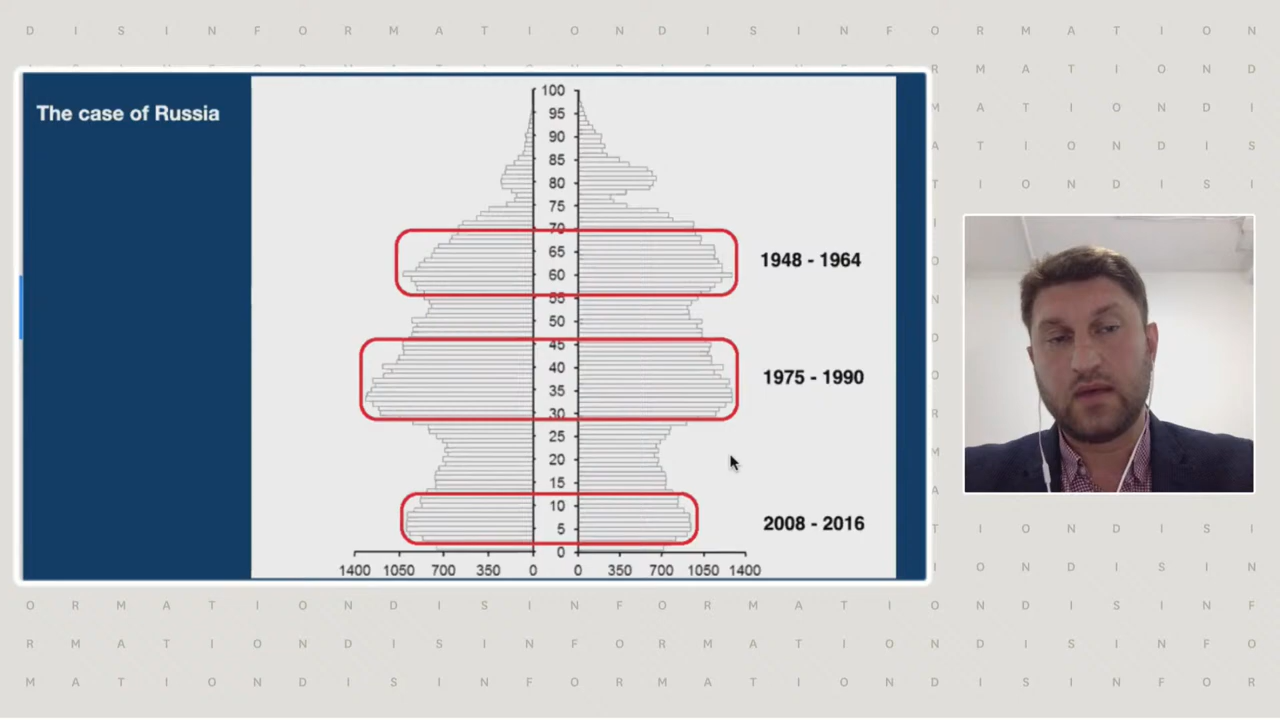 D I S I N F O R M A T I O N D I S I N F O R M A T I O N
R M A T I O N D
M A T I O N D I
A T I O N D I S
T I O N D I S I
The case of Russia
100
95
90
85
80
75
70
65
60
55
50
45
40
35
30
25
20
15
10
5
0
1948 - 1964
1975 - 1990
2008 - 2016
1400 1050 700 350 0 0 350 700 1050 1400
T I O N D I S I
I O N D I S I N
O R M A T I O N D I S I N F O R M A T I O N D I S I N F
R M A T I O N D I S I N F O R M A T I O N D I S I N F O
M A T I O N D I S I N F O R M A T I O N D I S I N F O R